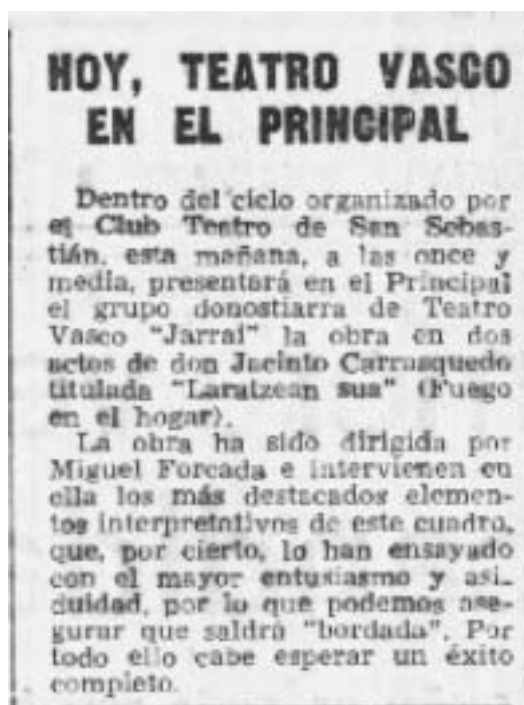 HOY, TEATRO VASCO
EN EL PRINCIPAL
Dentro del ciclo organizado por
el Club Teatro de San Sebas-
tián, esta mañana, a las once y
media, presentará en el Principal
el grupo donostiarra de Teatro
Vasco "Jarrai" la obra en dos
actos de don Jacinto Carrasquedo
titulada "Laratzean sua" (Fuego
en el hogar).
La obra ha sido dirigida por
Miguel Forcada e intervienen en
ella los más destacados elemen-
tos interpretativos de este cuadro,
que, por cierto, lo han ensayado
con el mayor entusiasmo y asi-
duidad, por lo que podemos ase-
gurar que saldrá "bordada". Por
todo ello cabe esperar un éxito
completo.